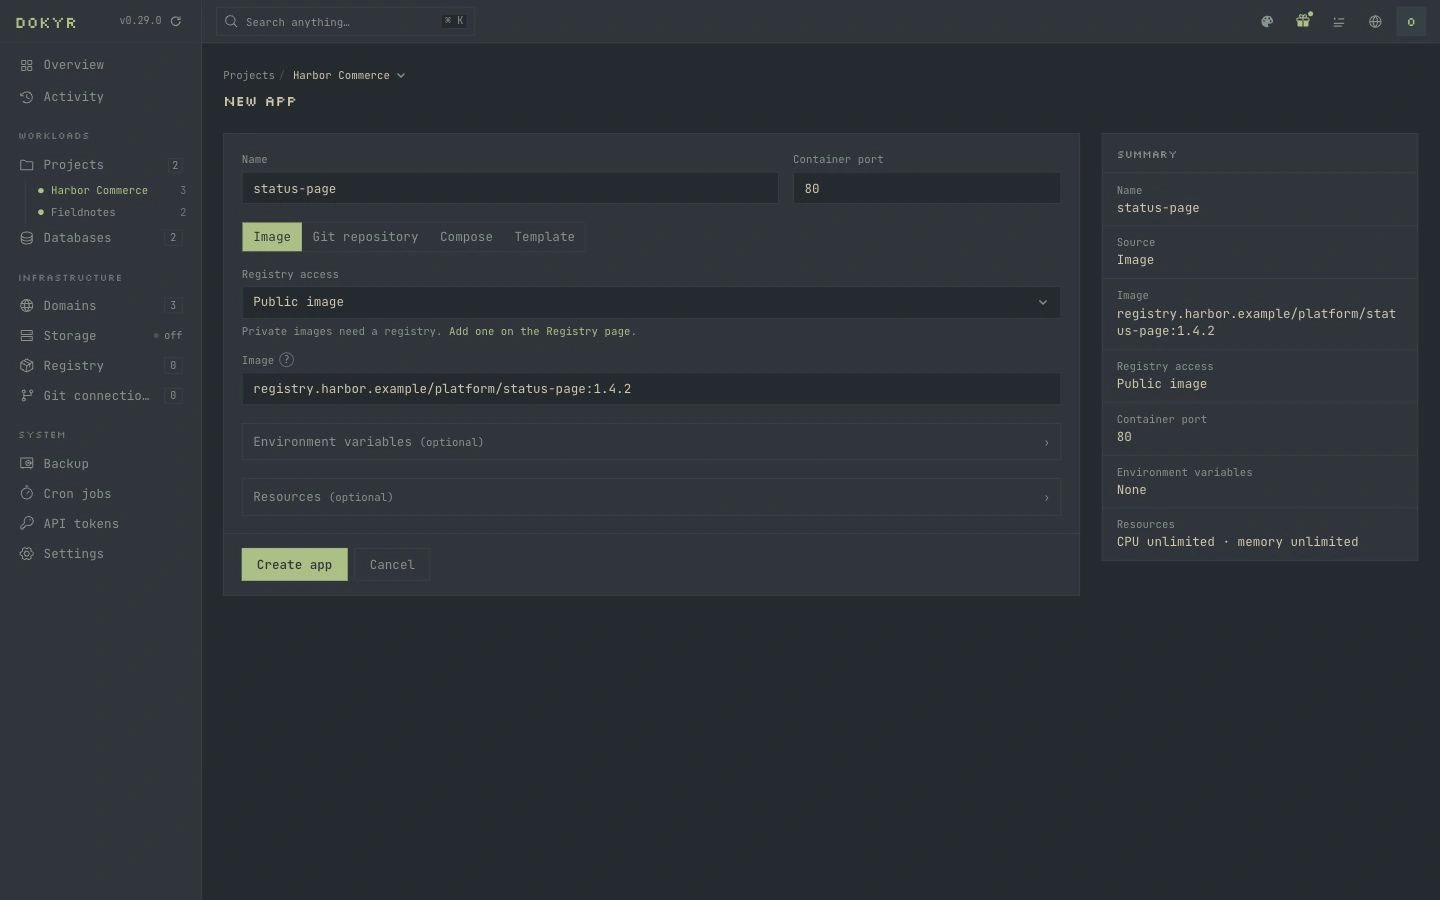 DOKYR
v0.29.0
Search anything…
⌘ K
O
Overview
Activity
WORKLOADS
Projects 2
Harbor Commerce 3
Fieldnotes 2
Databases 2
INFRASTRUCTURE
Domains 3
Storage off
Registry 0
Git connectio… 0
SYSTEM
Backup
Cron jobs
API tokens
Settings
Projects / Harbor Commerce
NEW APP
Name
status-page
Container port
80
Image Git repository Compose Template
Registry access
Public image
Private images need a registry. Add one on the Registry page.
Image ?
registry.harbor.example/platform/status-page:1.4.2
Environment variables (optional) ›
Resources (optional) ›
Create app Cancel
SUMMARY
Name
status-page
Source
Image
Image
registry.harbor.example/platform/stat
us-page:1.4.2
Registry access
Public image
Container port
80
Environment variables
None
Resources
CPU unlimited · memory unlimited